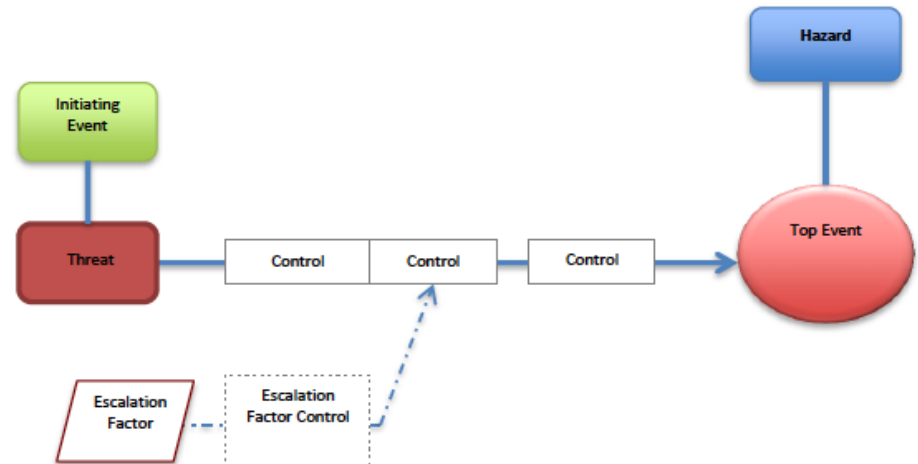 Hazard
Initiating
Event
Top Event
Threat
Control
Control
Control
Escalation
Factor
Escalation
Factor Control